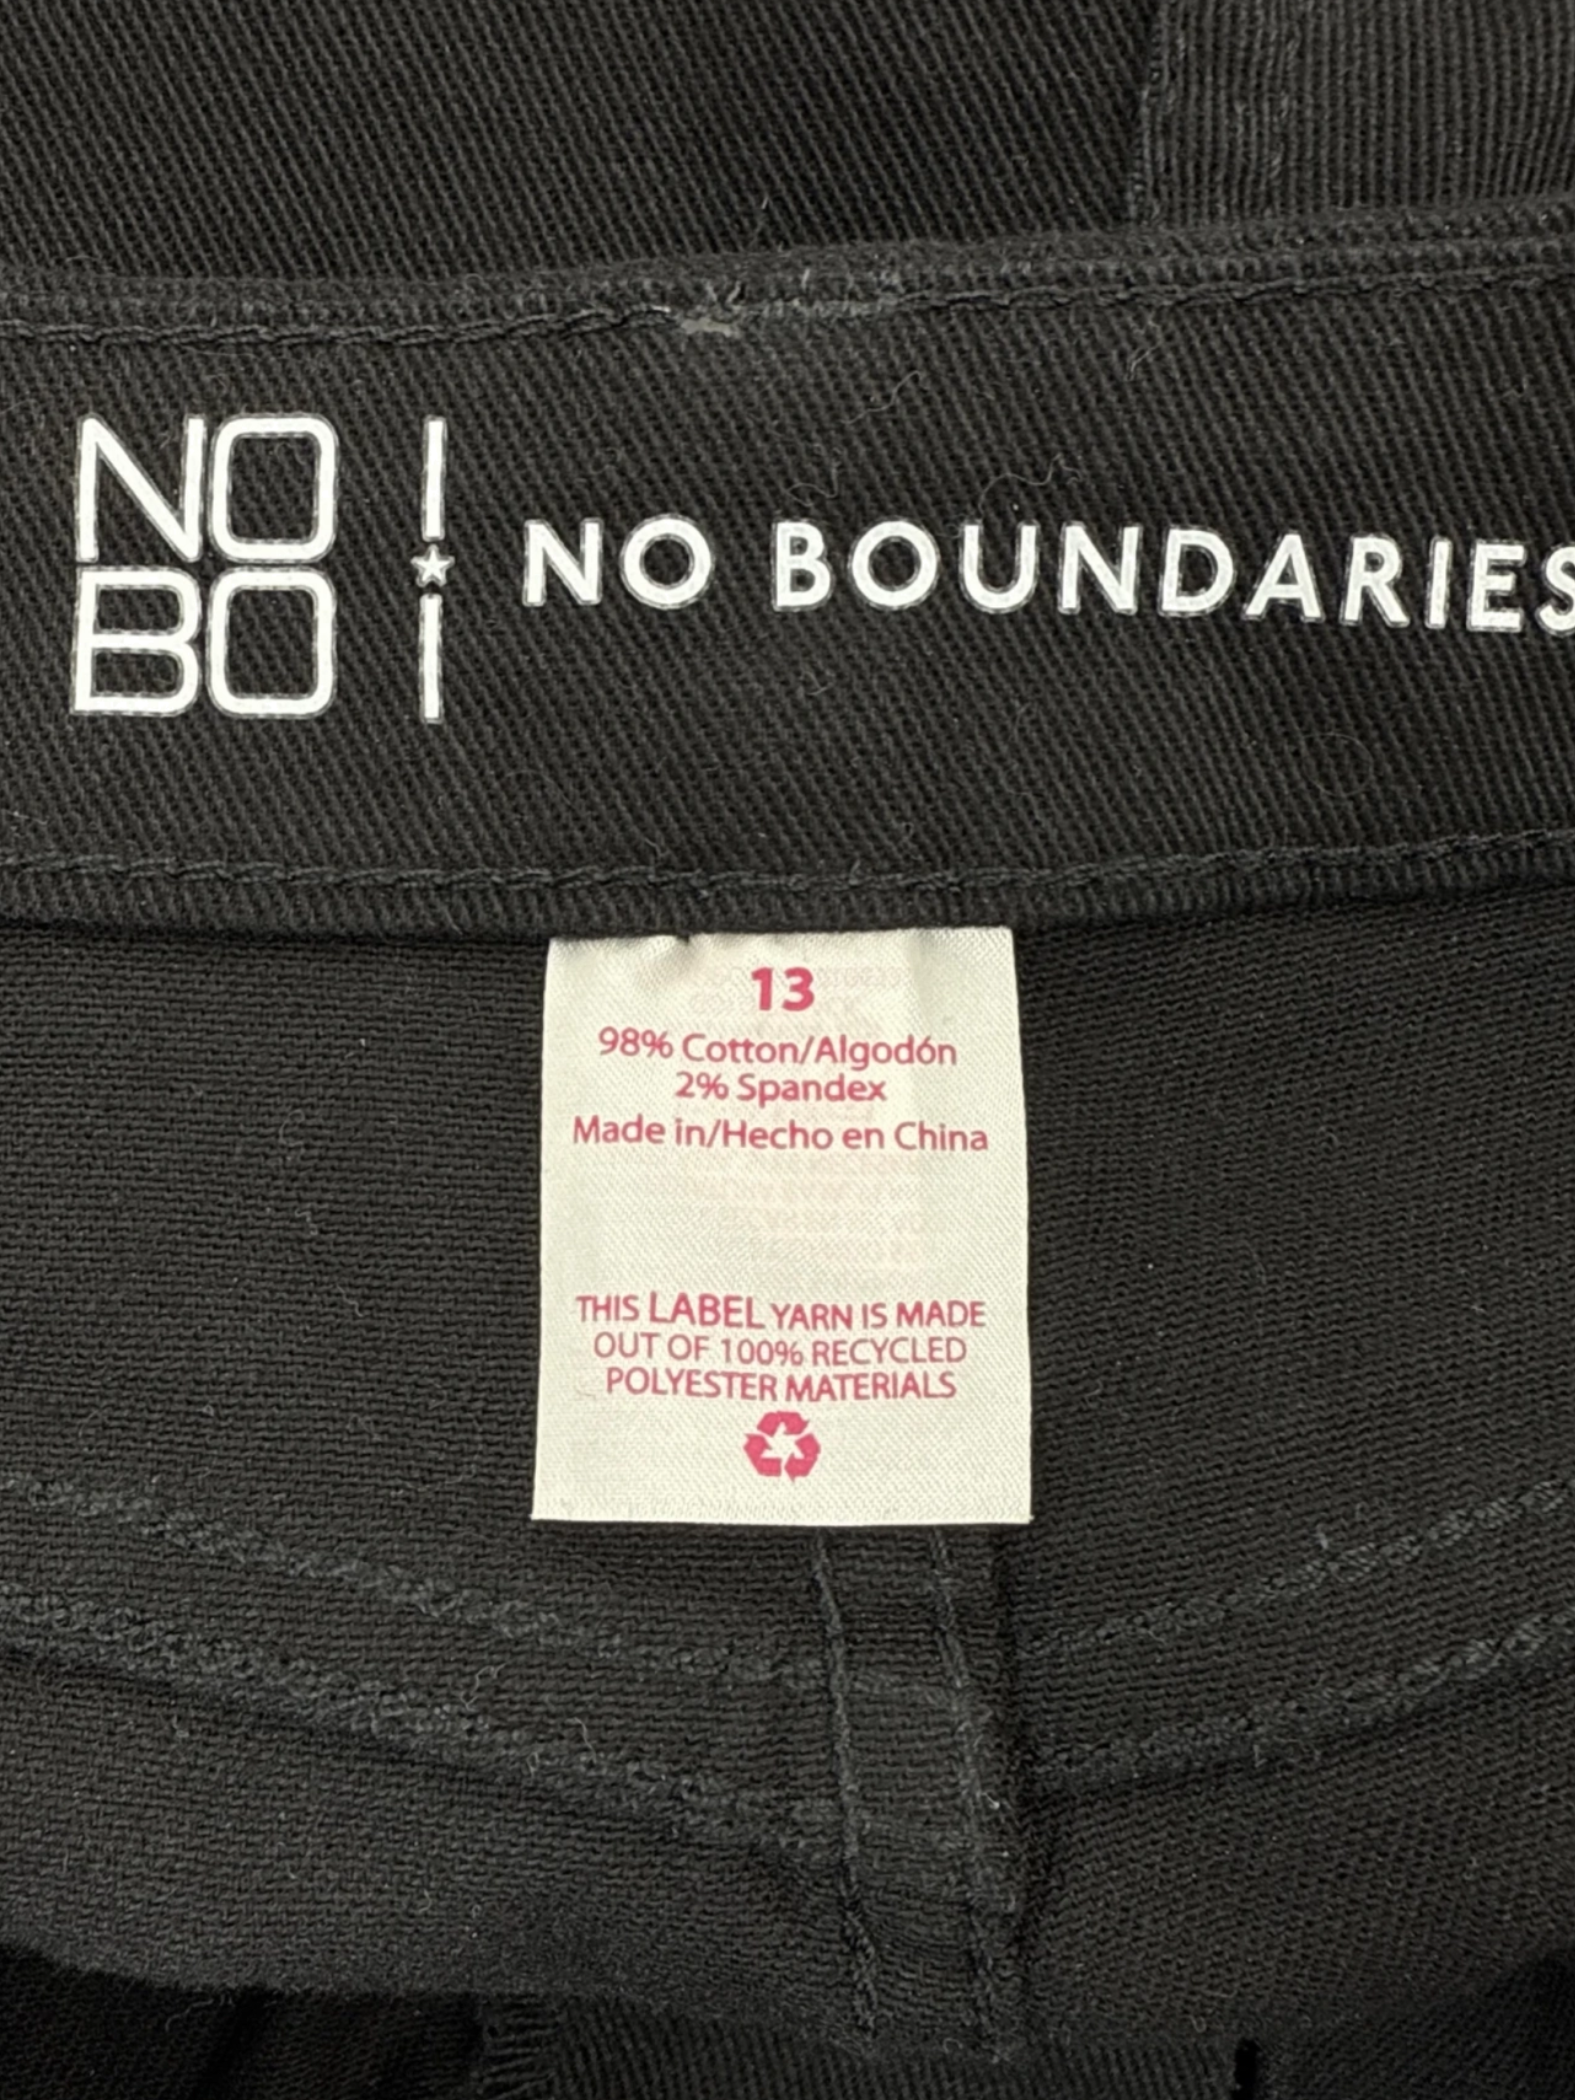 NO
BO
NO BOUNDARIES
13
98% Cotton/Algodón
2% Spandex
Made in/Hecho en China
THIS LABEL YARN IS MADE
OUT OF 100% RECYCLED
POLYESTER MATERIALS